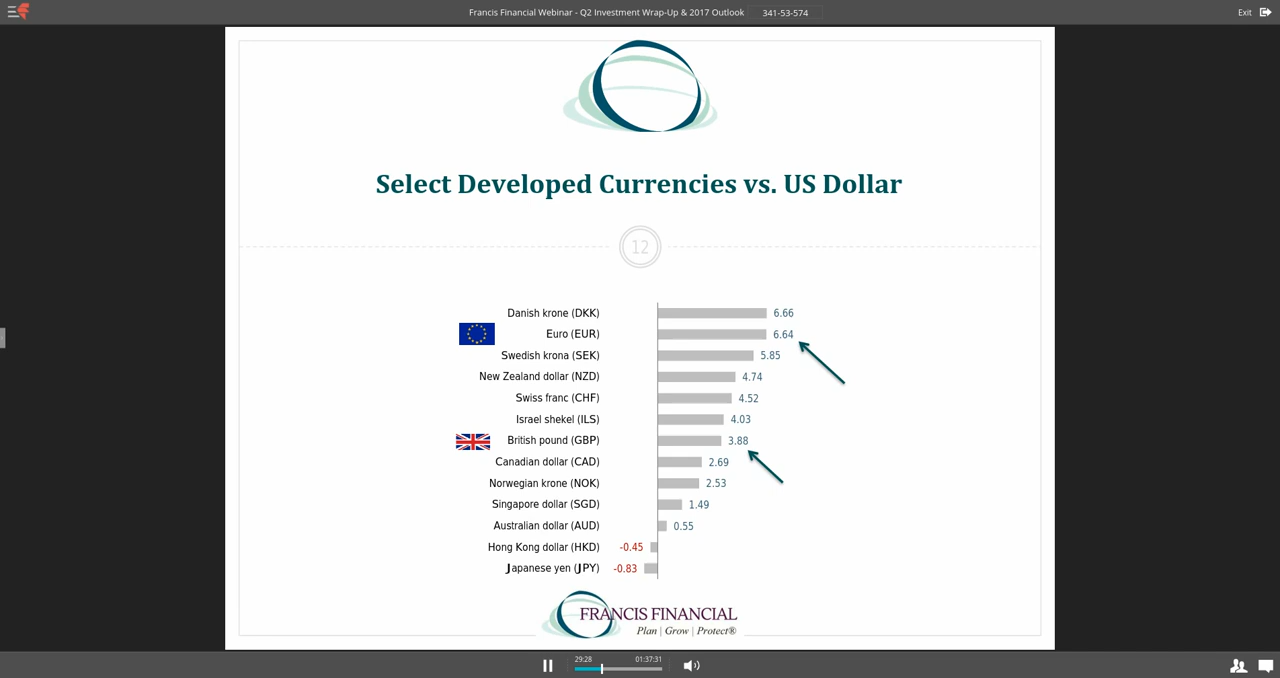 Francis Financial Webinar - Q2 Investment Wrap-Up & 2017 Outlook 341-53-574
Exit
Select Developed Currencies vs. US Dollar
12
Danish krone (DKK) 6.66
Euro (EUR) 6.64
Swedish krona (SEK) 5.85
New Zealand dollar (NZD) 4.74
Swiss franc (CHF) 4.52
Israel shekel (ILS) 4.03
British pound (GBP) 3.88
Canadian dollar (CAD) 2.69
Norwegian krone (NOK) 2.53
Singapore dollar (SGD) 1.49
Australian dollar (AUD) 0.55
Hong Kong dollar (HKD) -0.45
Japanese yen (JPY) -0.83
FRANCIS FINANCIAL
Plan | Grow | Protect®
29:28 01:37:31